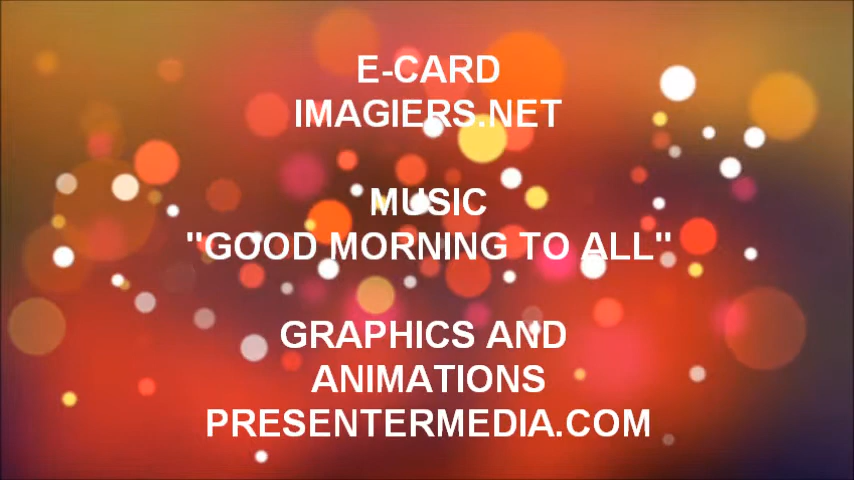 E-CARD
IMAGIERS.NET
MUSIC
"GOOD MORNING TO ALL"
GRAPHICS AND
ANIMATIONS
PRESENTERMEDIA.COM